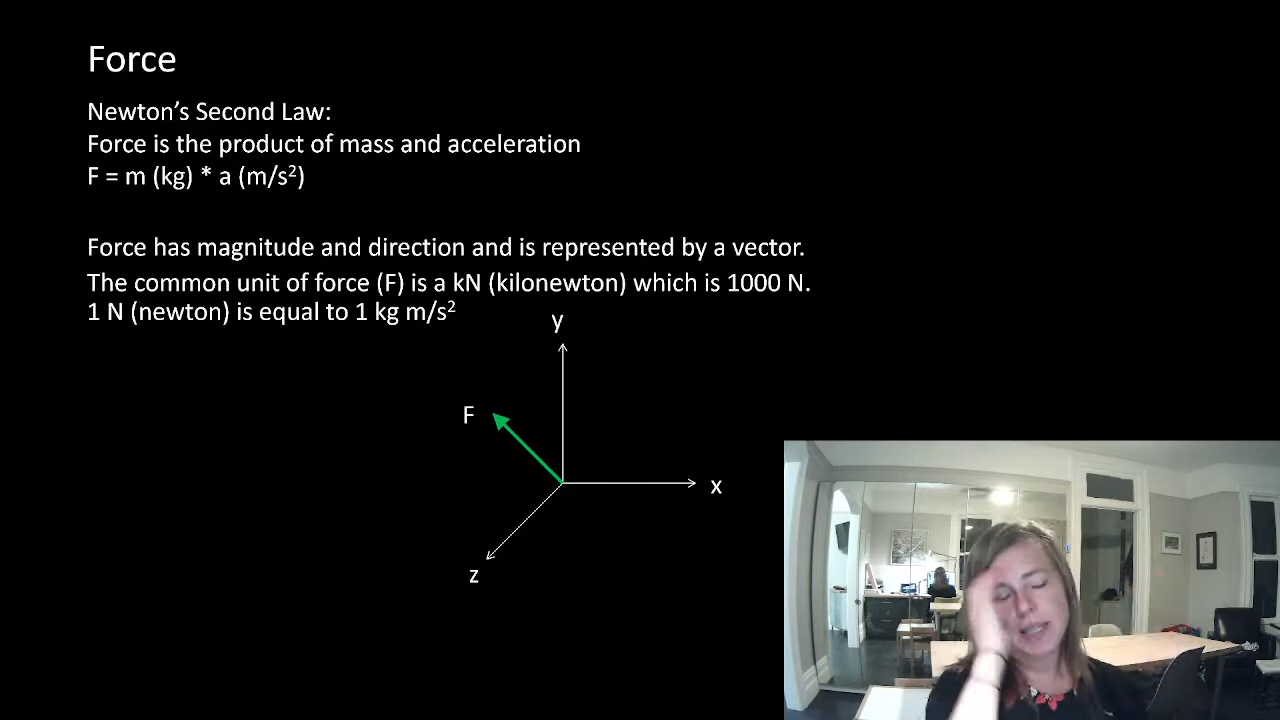 Force
Newton’s Second Law:
Force is the product of mass and acceleration
F = m (kg) * a (m/s²)
Force has magnitude and direction and is represented by a vector.
The common unit of force (F) is a kN (kilonewton) which is 1000 N.
1 N (newton) is equal to 1 kg m/s²
y
F
x
z